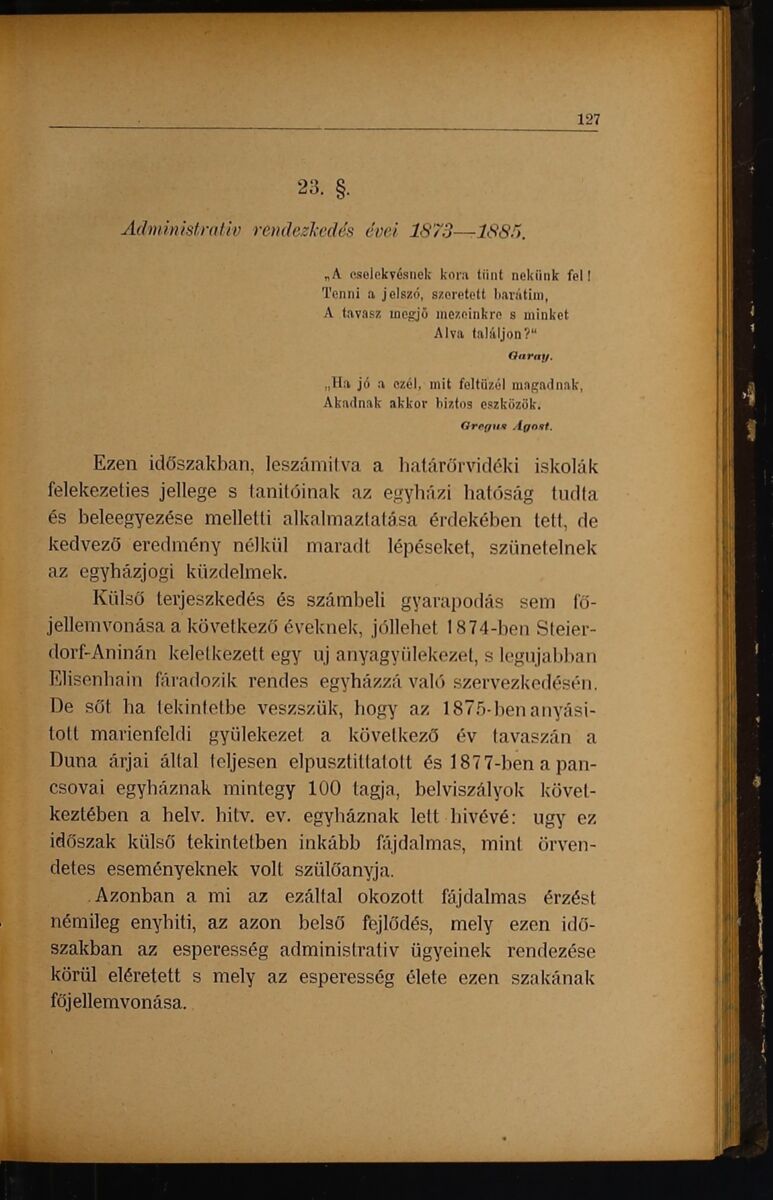 127
23. §.
Administrativ rendezkedés évei 1873—1885.
„A cselekvésnek kora tünt nekünk fel!
Tenni a jelszó, szeretett barátim,
A tavasz megjő mezeinkre s minket
Alva találjon?“
Garay.
„Ha jó a czél, mit feltüzél magadnak,
Akadnak akkor biztos eszközök.
Gregus Ágost.
Ezen időszakban, leszámitva a határőrvidéki iskolák
felekezeties jellege s tanitóinak az egyházi hatóság tudta
és beleegyezése melletti alkalmaztatása érdekében tett, de
kedvező eredmény nélkül maradt lépéseket, szünetelnek
az egyházjogi küzdelmek.
Külső terjeszkedés és számbeli gyarapodás sem fő-
jellemvonása a következő éveknek, jóllehet 1874-ben Steier-
dorf-Aninán keletkezett egy uj anyagyülekezet, s legujabban
Elisenhain fáradozik rendes egyházzá való szervezkedésén.
De sőt ha tekintetbe veszszük, hogy az 1875-ben anyási-
tott marienfeldi gyülekezet a következő év tavaszán a
Duna árjai által teljesen elpusztittatott és 1877-ben a pan-
csovai egyháznak mintegy 100 tagja, belviszályok követ-
keztében a helv. hitv. ev. egyháznak lett hivévé: ugy ez
időszak külső tekintetben inkább fájdalmas, mint örven-
detes eseményeknek volt szülőanyja.
Azonban a mi az ezáltal okozott fájdalmas érzést
némileg enyhiti, az azon belső fejlődés, mely ezen idő-
szakban az esperesség administrativ ügyeinek rendezése
körül eléretett s mely az esperesség élete ezen szakának
főjellemvonása.